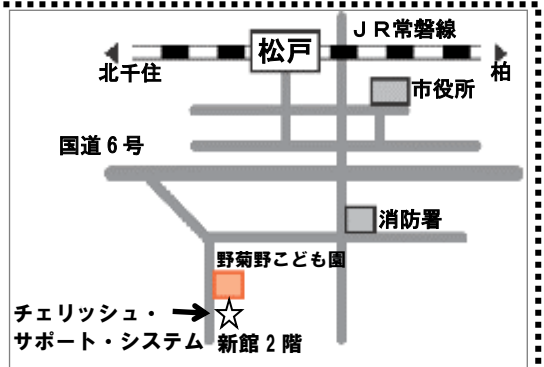 JR常磐線
松戸
北千住
柏
市役所
国道6号
消防署
野菊野こども園
チェリッシュ・
サポート・システム
新館2階